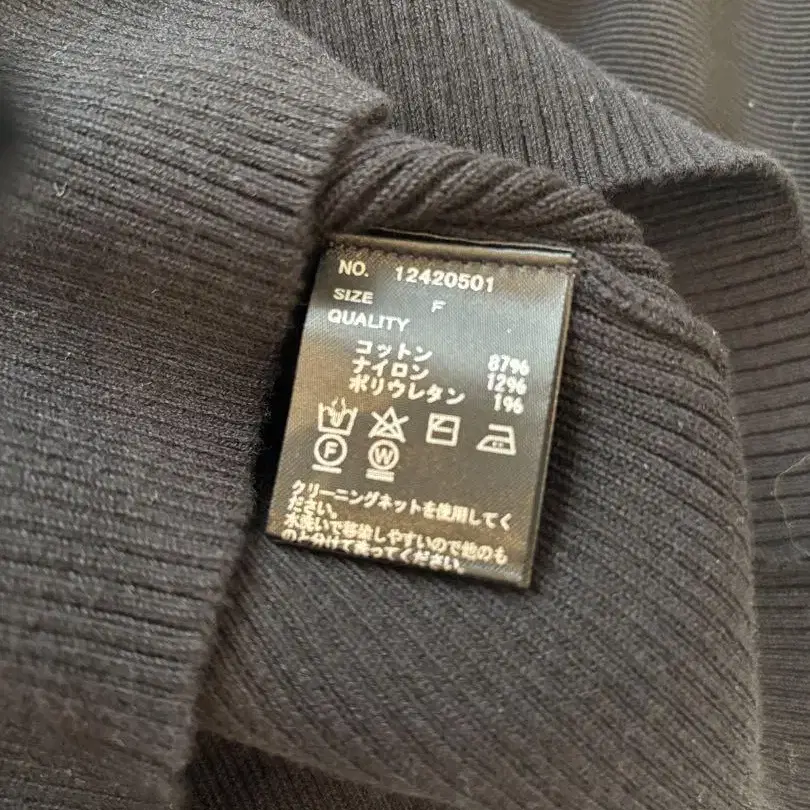 NO. 12420501
SIZE F
QUALITY
コットン 87%
ナイロン 12%
ポリウレタン 1%
F W
クリーニングネットを使用してく
ださい。
水洗いで移染しやすいので他のも
のと分けて洗ってください。